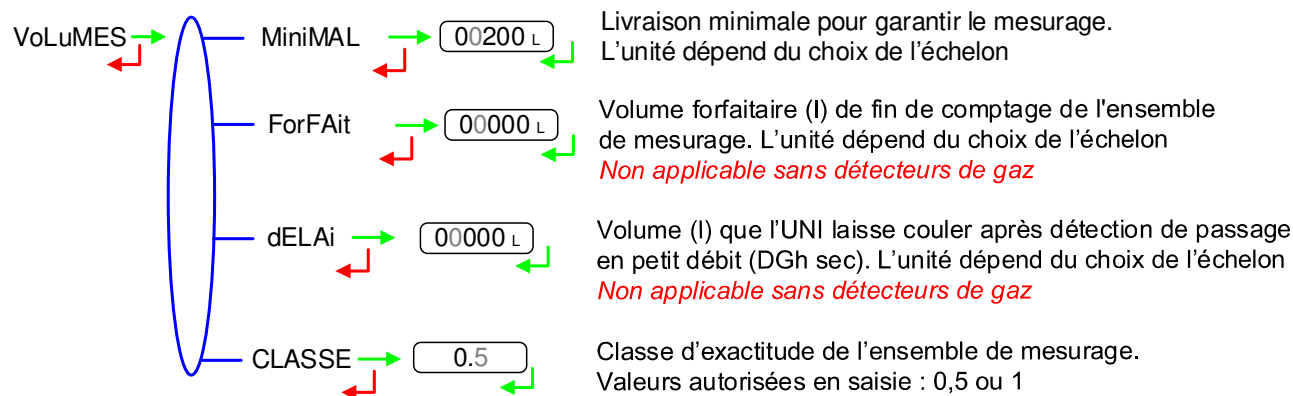 VoLuMES
MiniMAL
00200 L
Livraison minimale pour garantir le mesurage.
L'unité dépend du choix de l'échelon
ForFAit
00000 L
Volume forfaitaire (l) de fin de comptage de l'ensemble
de mesurage. L'unité dépend du choix de l'échelon
Non applicable sans détecteurs de gaz
dELAi
00000 L
Volume (l) que l'UNI laisse couler après détection de passage
en petit débit (DGh sec). L'unité dépend du choix de l'échelon
Non applicable sans détecteurs de gaz
CLASSE
0.5
Classe d'exactitude de l'ensemble de mesurage.
Valeurs autorisées en saisie : 0,5 ou 1